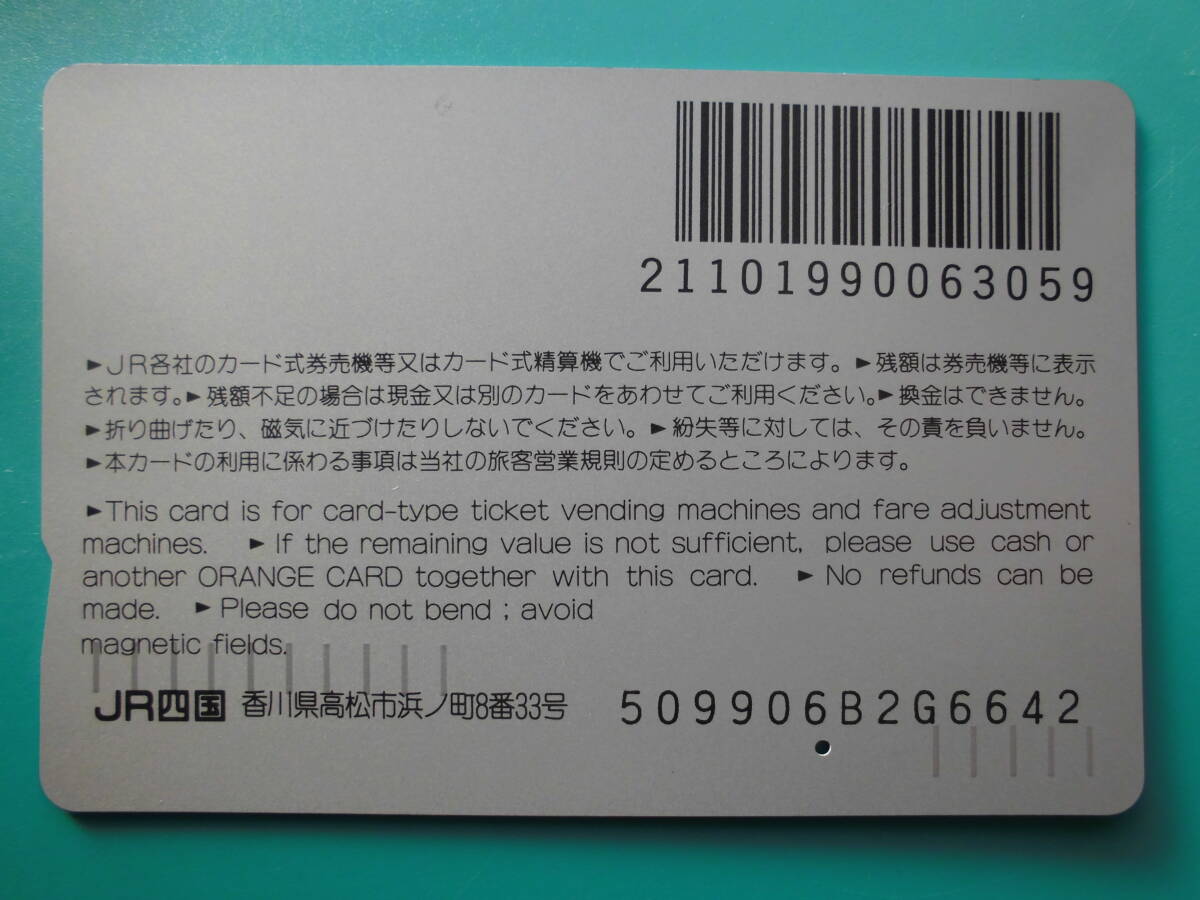 21101990063059
►JR各社のカード式券売機等又はカード式精算機でご利用いただけます。►残額は券売機等に表示
されます。►残額不足の場合は現金又は別のカードをあわせてご利用ください。►換金はできません。
►折り曲げたり、磁気に近づけたりしないでください。►紛失等に対しては、その責を負いません。
►本カードの利用に係わる事項は当社の旅客営業規則の定めるところによります。
►This card is for card-type ticket vending machines and fare adjustment
machines. ►If the remaining value is not sufficient, please use cash or
another ORANGE CARD together with this card. ►No refunds can be
made. ►Please do not bend ; avoid
magnetic fields.
JR四国 香川県高松市浜ノ町8番33号 509906B2G6642